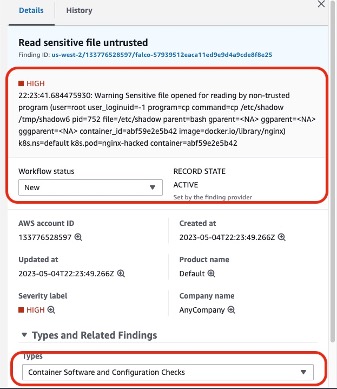 Details
History
Read sensitive file untrusted
Finding ID: us-west-2/133776528597/falco-57939512eaca11ed9e9d4a9cde8f8e25
HIGH
22:23:41.684475930: Warning Sensitive file opened for reading by non-trusted
program (user=root user_loginuid=-1 program=cp command=cp /etc/shadow
/tmp/shadow6 pid=752 file=/etc/shadow parent=bash gparent=<NA> ggparent=<NA>
gggparent=<NA> container_id=abf59e2e5b42 image=docker.io/library/nginx)
k8s.ns=default k8s.pod=nginx-hacked container=abf59e2e5b42
Workflow status
New
RECORD STATE
ACTIVE
Set by the finding provider
AWS account ID
133776528597
Created at
2023-05-04T22:23:49.266Z
Updated at
2023-05-04T22:23:49.266Z
Product name
Default
Severity label
HIGH
Company name
AnyCompany
Types and Related Findings
Types
Container Software and Configuration Checks